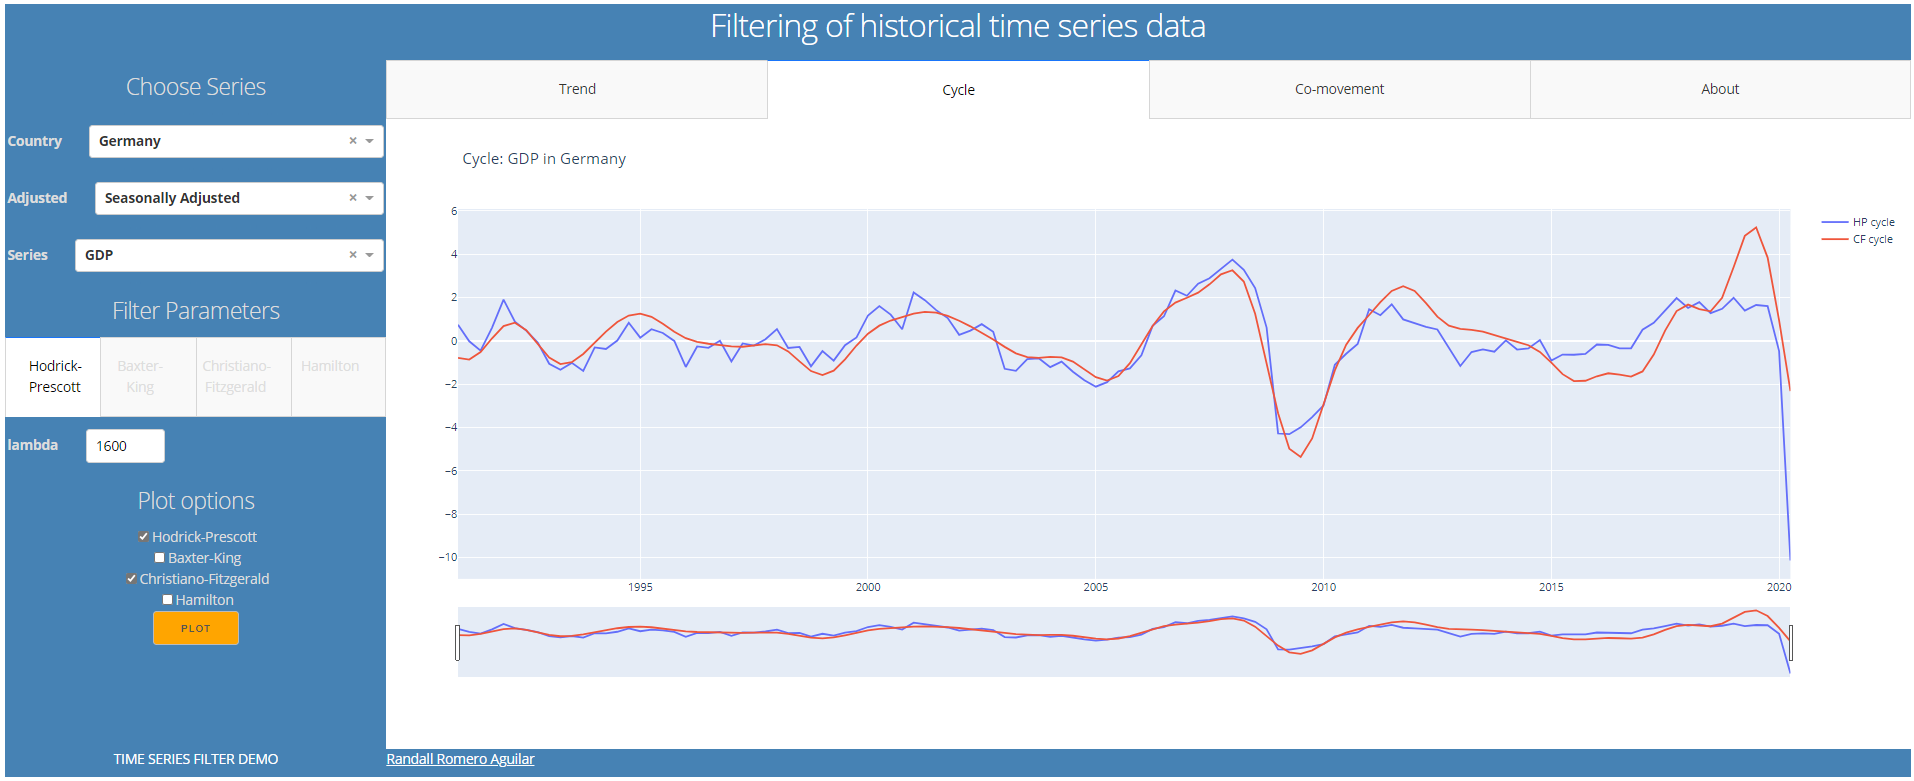 Filtering of historical time series data
Choose Series
Country
Germany
Adjusted
Seasonally Adjusted
Series
GDP
Filter Parameters
Hodrick-
Prescott
Baxter-
King
Christiano-
Fitzgerald
Hamilton
lambda
1600
Plot options
Hodrick-Prescott
Baxter-King
Christiano-Fitzgerald
Hamilton
PLOT
TIME SERIES FILTER DEMO
Trend
Cycle
Co-movement
About
Cycle: GDP in Germany
6
4
2
0
−2
−4
−6
−8
−10
1995
2000
2005
2010
2015
2020
HP cycle
CF cycle
Randall Romero Aguilar